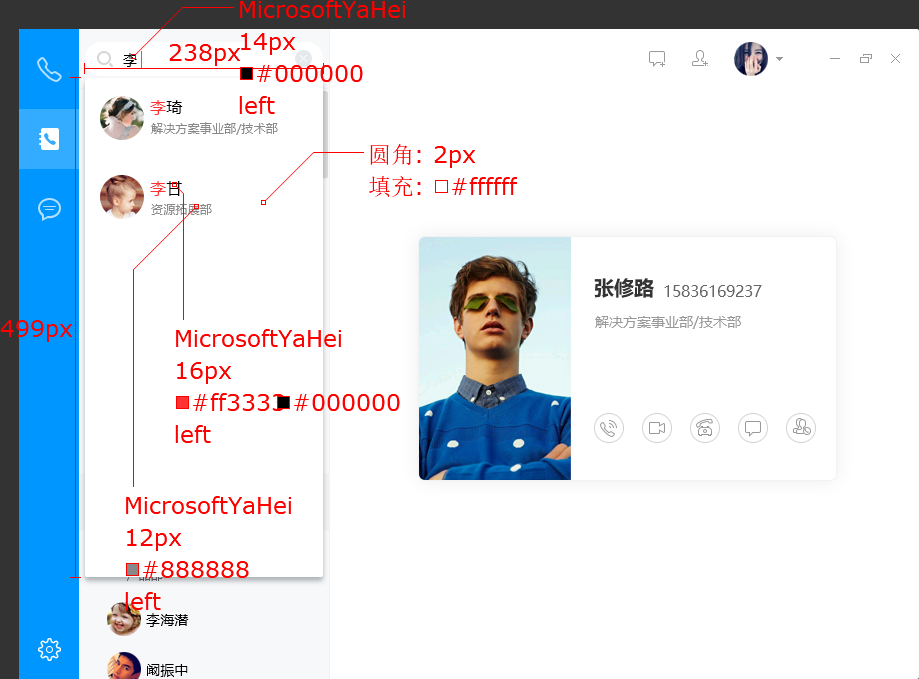 MicrosoftYaHei
14px
#000000
left
238px
李
李琦
解决方案事业部/技术部
圆角: 2px
填充: #ffffff
李甘
资源拓展部
499px
MicrosoftYaHei
16px
#ff3333 #000000
left
张修路 15836169237
解决方案事业部/技术部
MicrosoftYaHei
12px
#888888
left
李海潜
阚振中